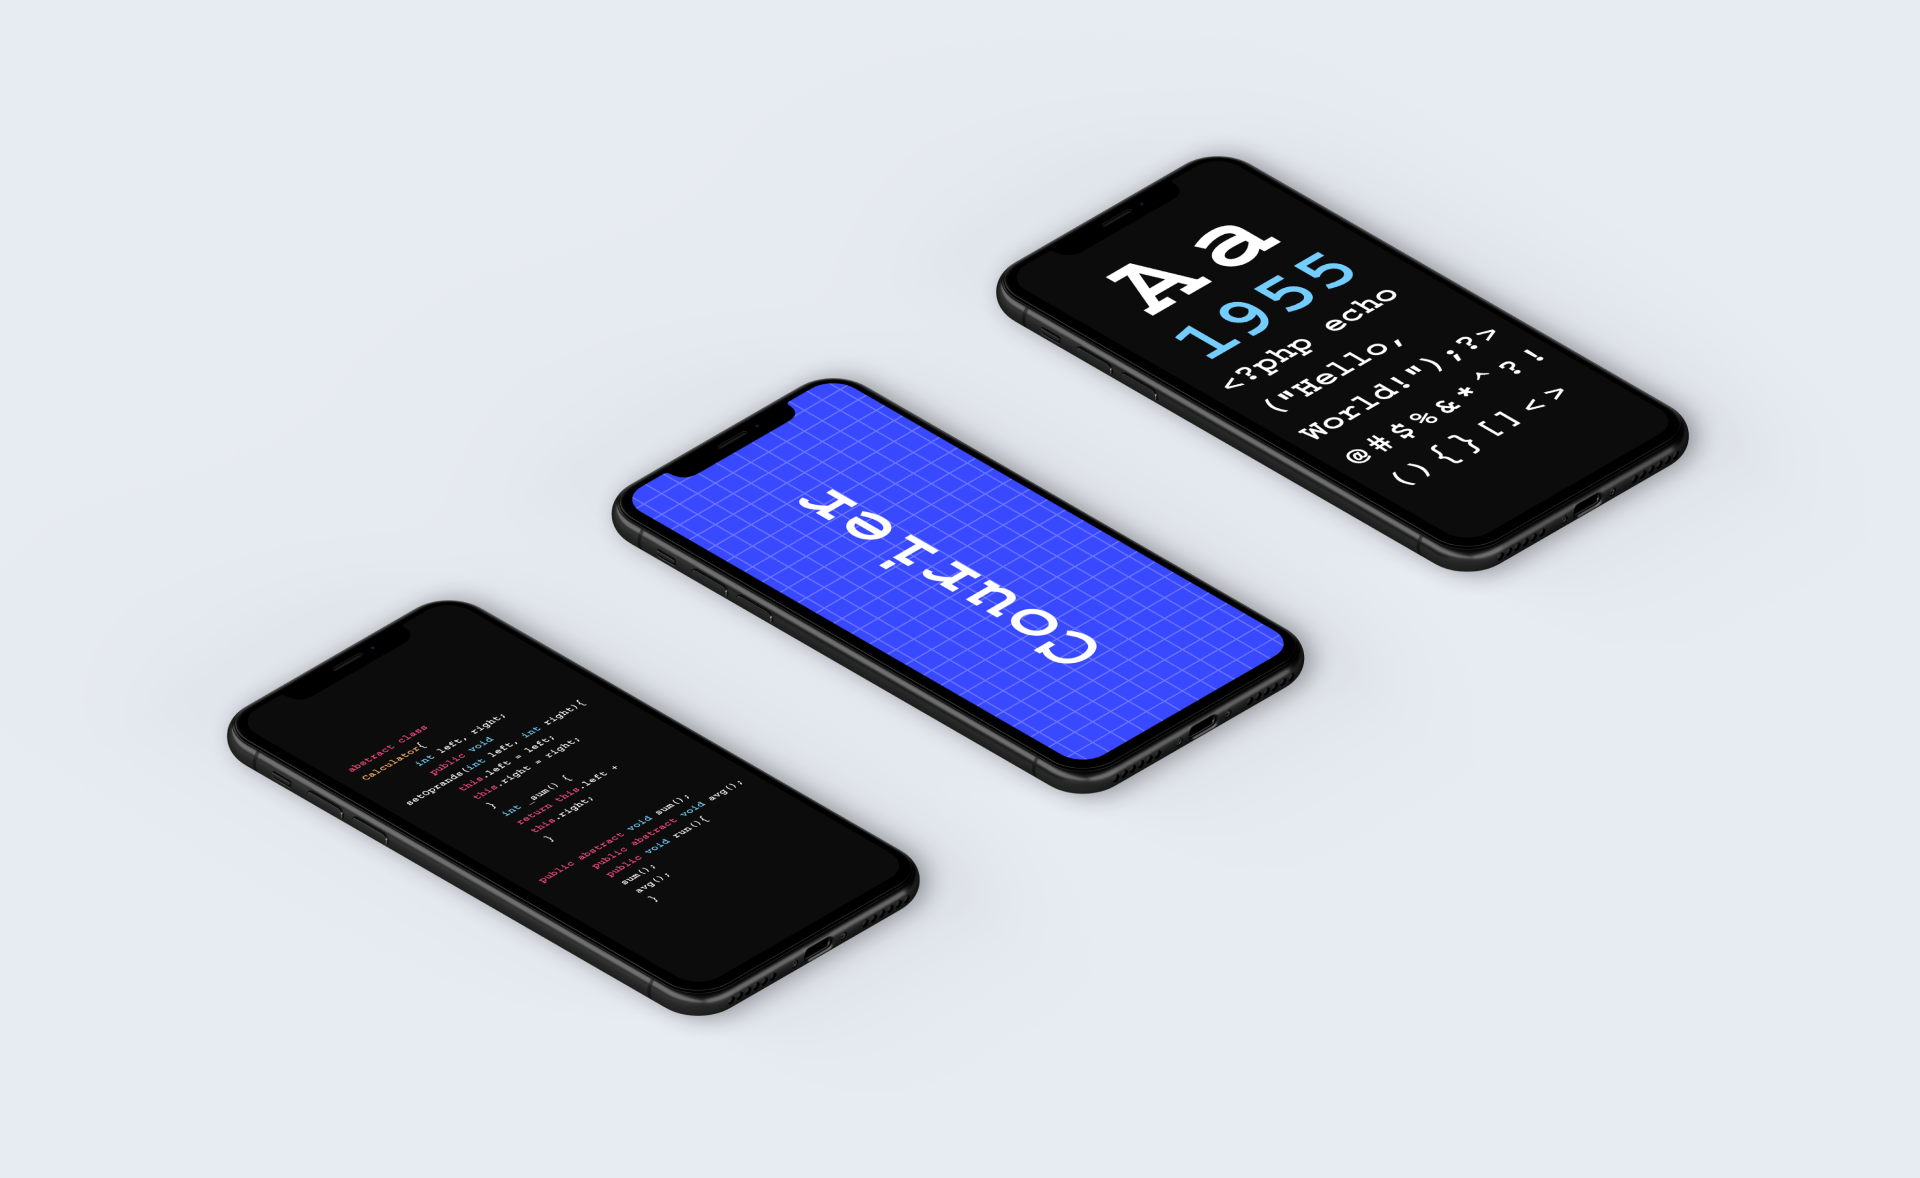 abstract class
Calculator{
int left, right;
public void
setOprands(int left, int right){
this.left = left;
this.right = right;
}
int _sum() {
return this.left +
this.right;
}
public abstract void sum();
public abstract void avg();
public void run(){
sum();
avg();
}
Courier
Aa
1955
<?php echo
("Hello,
World!");?>
@#$%&*^?!
(){}[]<>